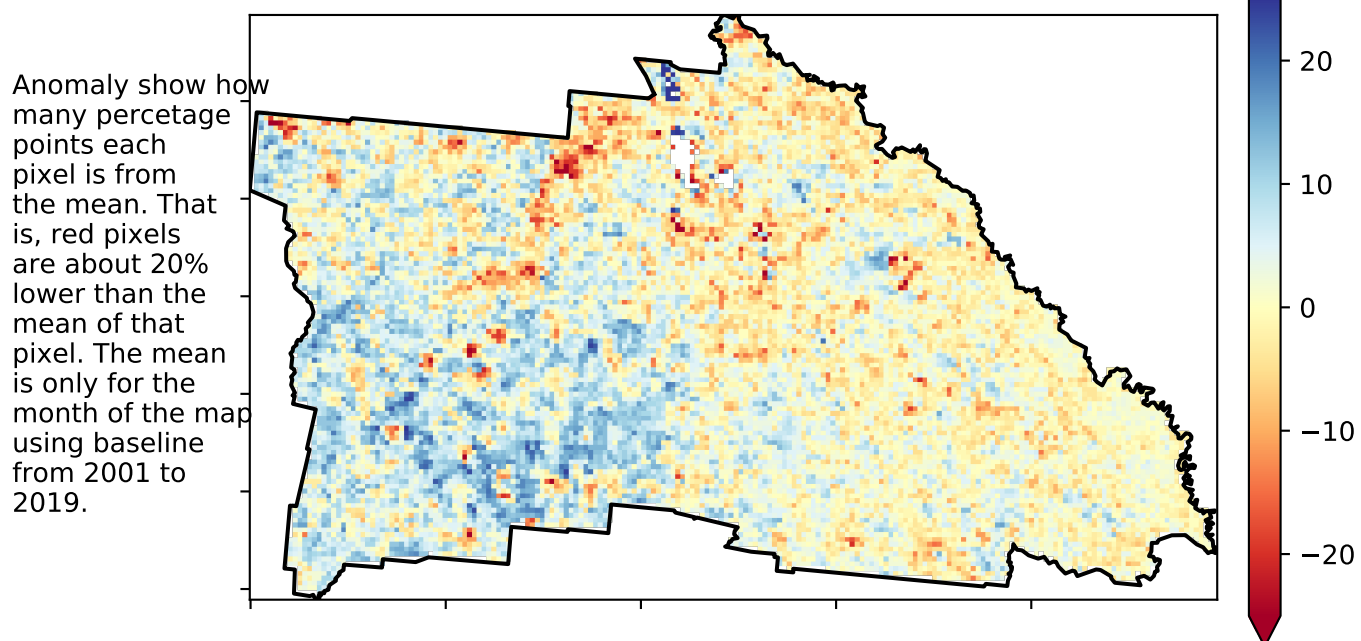 Anomaly show how
many percetage
points each
pixel is from
the mean. That
is, red pixels
are about 20%
lower than the
mean of that
pixel. The mean
is only for the
month of the map
using baseline
from 2001 to
2019.
20
10
0
−10
−20